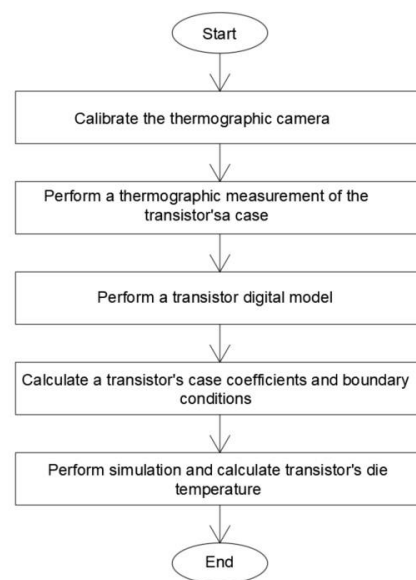 Start
Calibrate the thermographic camera
Perform a thermographic measurement of the
transistor'sa case
Perform a transistor digital model
Calculate a transistor's case coefficients and boundary
conditions
Perform simulation and calculate transistor's die
temperature
End